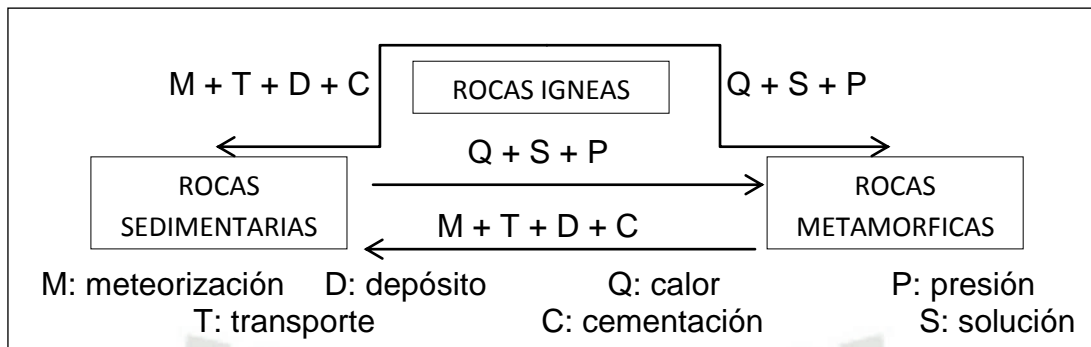 M + T + D + C
ROCAS IGNEAS
Q + S + P
Q + S + P
ROCAS
SEDIMENTARIAS
ROCAS
METAMORFICAS
M + T + D + C
M: meteorización D: depósito Q: calor P: presión
T: transporte C: cementación S: solución